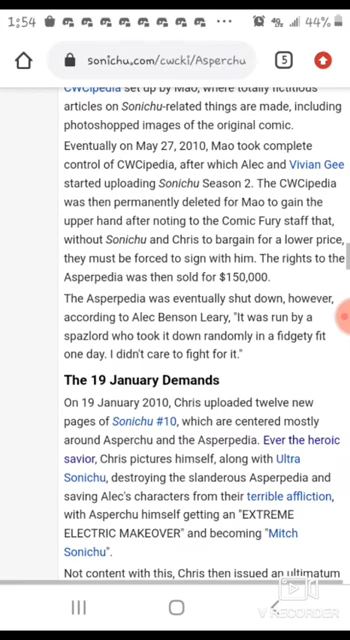 1:54 ... 44%
sonichu.com/cwcki/Asperchu 5
CWCipedia set up by Mao, where totally fictitious
articles on Sonichu-related things are made, including
photoshopped images of the original comic.
Eventually on May 27, 2010, Mao took complete
control of CWCipedia, after which Alec and Vivian Gee
started uploading Sonichu Season 2. The CWCipedia
was then permanently deleted for Mao to gain the
upper hand after noting to the Comic Fury staff that,
without Sonichu and Chris to bargain for a lower price,
they must be forced to sign with him. The rights to the
Asperpedia was then sold for $150,000.
The Asperpedia was eventually shut down, however,
according to Alec Benson Leary, "It was run by a
spazlord who took it down randomly in a fidgety fit
one day. I didn't care to fight for it."
The 19 January Demands
On 19 January 2010, Chris uploaded twelve new
pages of Sonichu #10, which are centered mostly
around Asperchu and the Asperpedia. Ever the heroic
savior, Chris pictures himself, along with Ultra
Sonichu, destroying the slanderous Asperpedia and
saving Alec's characters from their terrible affliction,
with Asperchu himself getting an "EXTREME
ELECTRIC MAKEOVER" and becoming "Mitch
Sonichu".
Not content with this, Chris then issued an ultimatum
V RECORDER